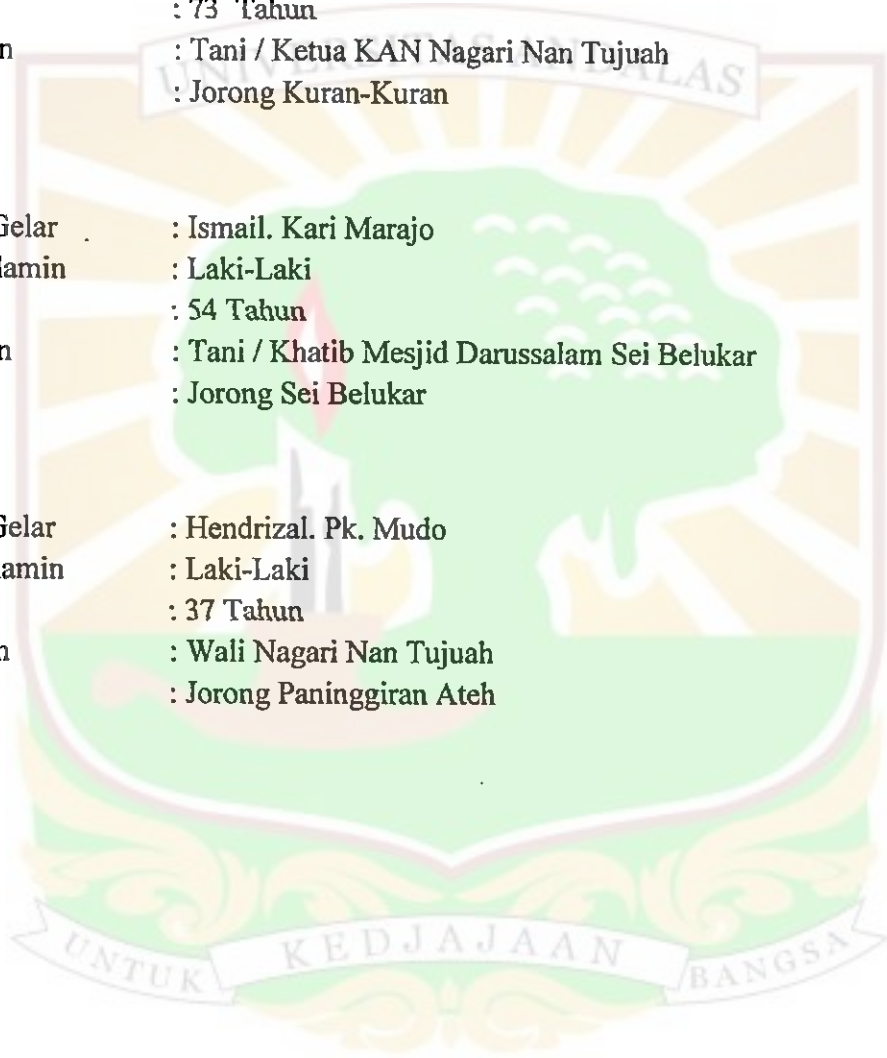 : 73 Tahun
n : Tani / Ketua KAN Nagari Nan Tujuah
UNIVERSITAS ANDALAS
: Jorong Kuran-Kuran
Gelar . : Ismail. Kari Marajo
lamin : Laki-Laki
: 54 Tahun
n : Tani / Khatib Mesjid Darussalam Sei Belukar
: Jorong Sei Belukar
Gelar : Hendrizal. Pk. Mudo
lamin : Laki-Laki
: 37 Tahun
n : Wali Nagari Nan Tujuah
: Jorong Paninggiran Ateh
UNTUK KEDJAJAAN BANGSA